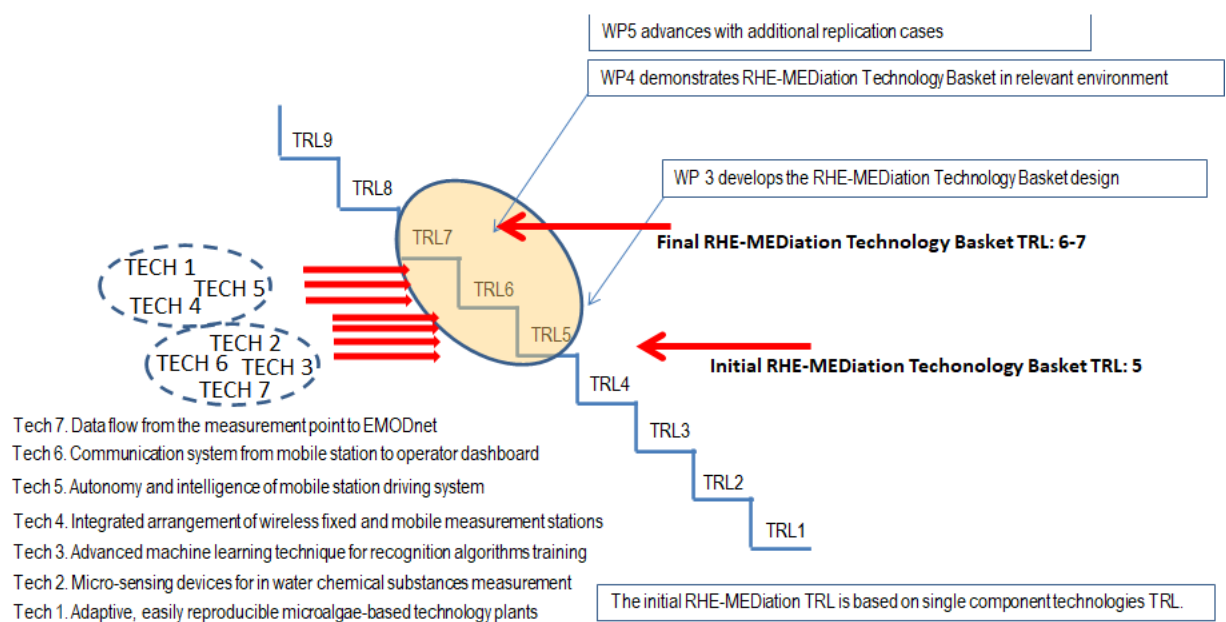 WP5 advances with additional replication cases
WP4 demonstrates RHE-MEDiation Technology Basket in relevant environment
TRL9
TRL8
WP 3 develops the RHE-MEDiation Technology Basket design
TRL7
Final RHE-MEDiation Technology Basket TRL: 6-7
TECH 1
TECH 5
TECH 4
TRL6
TRL5
TECH 2
TECH 6
TECH 3
TECH 7
Initial RHE-MEDiation Techonology Basket TRL: 5
TRL4
TRL3
TRL2
TRL1
Tech 7. Data flow from the measurement point to EMODnet
Tech 6. Communication system from mobile station to operator dashboard
Tech 5. Autonomy and intelligence of mobile station driving system
Tech 4. Integrated arrangement of wireless fixed and mobile measurement stations
Tech 3. Advanced machine learning technique for recognition algorithms training
Tech 2. Micro-sensing devices for in water chemical substances measurement
Tech 1. Adaptive, easily reproducible microalgae-based technology plants
The initial RHE-MEDiation TRL is based on single component technologies TRL.